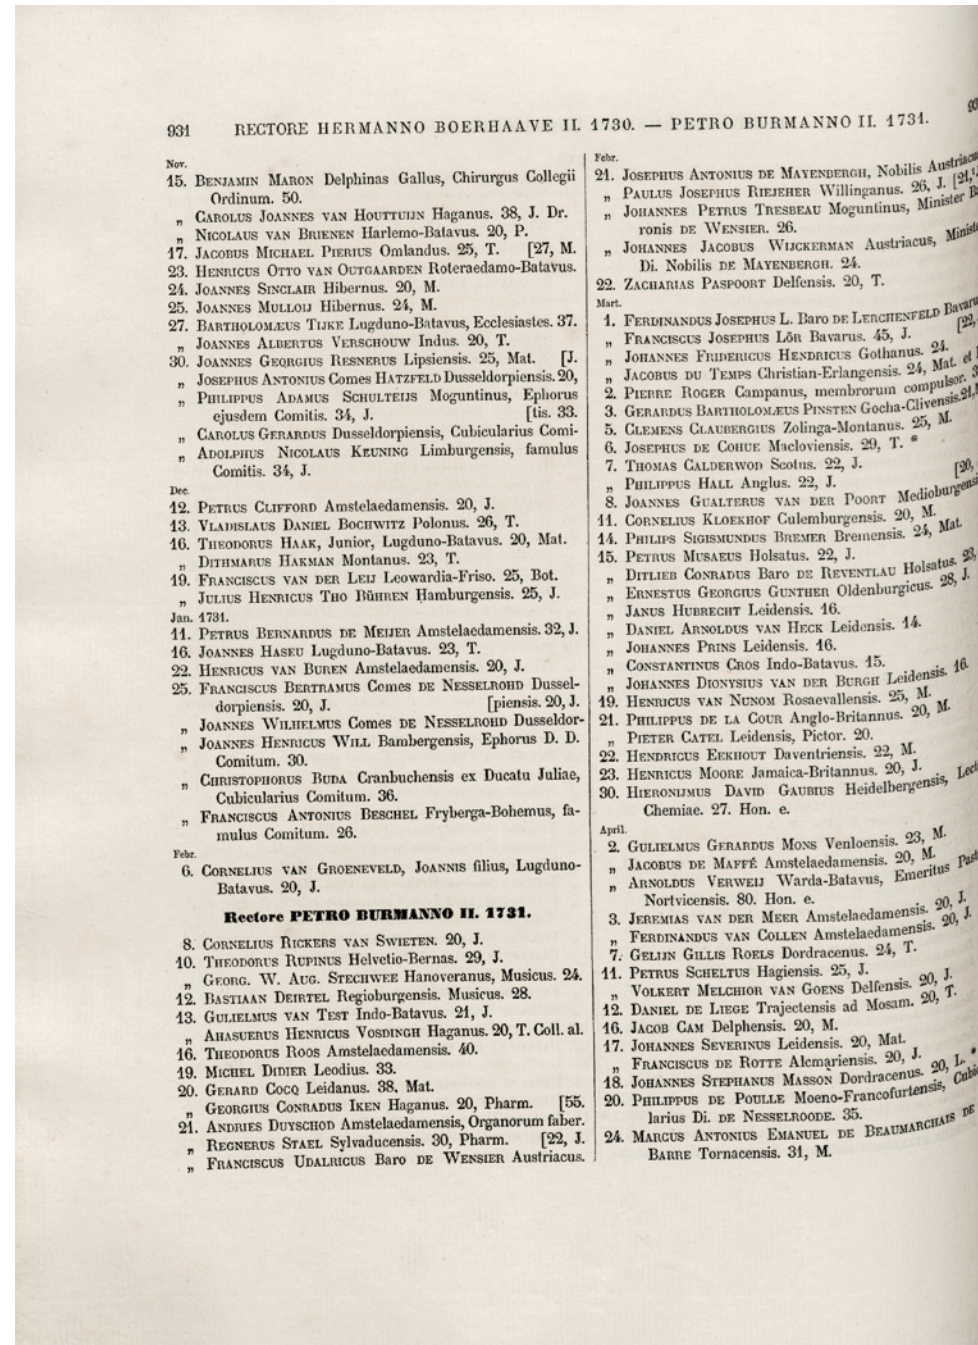 931 RECTORE HERMANNO BOERHAAVE II. 1730. — PETRO BURMANNO II. 1731.
Nov.
15. BENJAMIN MARON Delphinas Gallus, Chirurgus Collegii
Ordinum. 50.
„ CAROLUS JOANNES VAN HOUTTUIJN Haganus. 38, J. Dr.
„ NICOLAUS VAN BRIENEN Harlemo-Batavus. 20, P.
17. JACOBUS MICHAEL PIERIUS Omlandus. 25, T. [27, M.
23. HENRICUS OTTO VAN OUTGAARDEN Roteraedamo-Batavus.
24. JOANNES SINCLAIR Hibernus. 20, M.
25. JOANNES MULLOIJ Hibernus. 24, M.
27. BARTHOLOMÆUS TIJKE Lugduno-Batavus, Ecclesiastes. 37.
„ JOANNES ALBERTUS VERSCHOUW Indus. 20, T.
30. JOANNES GEORGIUS RESNERUS Lipsiensis. 25, Mat. [J.
„ JOSEPHUS ANTONIUS Comes HATZFELD Dusseldorpiensis. 20,
„ PHILIPPUS ADAMUS SCHULTEIJS Moguntinus, Ephorus
ejusdem Comitis. 34, J. [tis. 33.
„ CAROLUS GERARDUS Dusseldorpiensis, Cubicularius Comi-
„ ADOLPHUS NICOLAUS KEUNING Limburgensis, famulus
Comitis. 34, J.
Dec.
12. PETRUS CLIFFORD Amstelaedamensis. 20, J.
13. VLADISLAUS DANIEL BOCHWITZ Polonus. 26, T.
16. THEODORUS HAAK, Junior, Lugduno-Batavus. 20, Mat.
„ DITHMARUS HAKMAN Montanus. 23, T.
19. FRANCISCUS VAN DER LEIJ Leowardia-Friso. 25, Bot.
„ JULIUS HENRICUS THO BÜHREN Hamburgensis. 25, J.
Jan. 1731.
11. PETRUS BERNARDUS DE MEIJER Amstelaedamensis. 32, J.
16. JOANNES HASEU Lugduno-Batavus. 23, T.
22. HENRICUS VAN BUREN Amstelaedamensis. 20, J.
25. FRANCISCUS BERTRAMUS Comes DE NESSELROHD Dussel-
dorpiensis. 20, J. [piensis. 20, J.
„ JOANNES WILHELMUS Comes DE NESSELROHD Dusseldor-
„ JOANNES HENRICUS WILL Bambergensis, Ephorus D. D.
Comitum. 30.
„ CHRISTOPHORUS BUDA Cranbuchensis ex Ducatu Juliae,
Cubicularius Comitum. 36.
„ FRANCISCUS ANTONIUS BESCHEL Fryberga-Bohemus, fa-
mulus Comitum. 26.
Febr.
6. CORNELIUS VAN GROENEVELD, JOANNIS filius, Lugduno-
Batavus. 20, J.
Rectore PETRO BURMANNO II. 1731.
8. CORNELIUS RICKERS VAN SWIETEN. 20, J.
10. THEODORUS RUPINUS Helvetio-Bernas. 29, J.
„ GEORG. W. AUG. STECHWEE Hanoveranus, Musicus. 24.
12. BASTIAAN DEIRTEL Regioburgensis. Musicus. 28.
13. GULIELMUS VAN TEST Indo-Batavus. 21, J.
„ AHASUERUS HENRICUS VOSDINGH Haganus. 20, T. Coll. al.
16. THEODORUS ROOS Amstelaedamensis. 40.
19. MICHEL DIDIER Leodius. 33.
20. GERARD COCQ Leidanus. 38, Mat.
„ GEORGIUS CONRADUS IKEN Haganus. 20, Pharm. [55.
21. ANDRIES DUYSCHOD Amstelaedamensis, Organorum faber.
„ REGNERUS STAEL Sylvaducensis. 30, Pharm. [22, J.
„ FRANCISCUS UDALRICUS Baro DE WENSIER Austriacus.
Febr.
21. JOSEPHUS ANTONIUS DE MAYENBERGH, Nobilis Austriacus
„ PAULUS JOSEPHUS RIEJEHER Willinganus. 26, J. [21,
„ JOHANNES PETRUS TRESBEAU Moguntinus, Minister
ronis DE WENSIER. 26.
„ JOHANNES JACOBUS WIJCKERMAN Austriacus,
Di. Nobilis DE MAYENBERGH. 24.
22. ZACHARIAS PASPOORT Delfensis. 20, T.
Mart.
1. FERDINANDUS JOSEPHUS L. Baro DE LERCHENFELD
„ FRANCISCUS JOSEPHUS LÖR Bavarus. 45, J. [22,
„ JOHANNES FRIDERICUS HENDRICUS Gothanus. 24.
„ JACOBUS DU TEMPS Christian-Erlangensis. 24, Mat. et
2. PIERRE ROGER Campanus, membrorum compulsor.
3. GERARDUS BARTHOLOMÆUS PINSTEN Gocha-Clivensis. 21,
5. CLEMENS CLAUBERGIUS Zolinga-Montanus. 25, M.
6. JOSEPHUS DE COHUE Macloviensis. 29, T. *
7. THOMAS CALDERWOD Scotus. 22, J.
„ PHILIPPUS HALL Anglus. 22, J. [20,
8. JOANNES GUALTERUS VAN DER POORT
11. CORNELIUS KLOEKHOF Culemburgensis. 20, M.
14. PHILIPS SIGISMUNDUS BREMER Bremensis. 24, Mat.
15. PETRUS MUSAEUS Holsatus. 22, J.
„ DITLIEB CONRADUS Baro DE REVENTLAU Holsatus. 23,
„ ERNESTUS GEORGIUS GUNTHER Oldenburgicus. 28, J.
„ JANUS HUBRECHT Leidensis. 16.
„ DANIEL ARNOLDUS VAN HECK Leidensis. 14.
„ JOHANNES PRINS Leidensis. 16.
„ CONSTANTINUS CROS Indo-Batavus. 15.
„ JOHANNES DIONYSIUS VAN DER BURGH Leidensis. 16.
19. HENRICUS VAN NUNOM Rosaevallensis. 25, M.
21. PHILIPPUS DE LA COUR Anglo-Britannus. 20, M.
„ PIETER CATEL Leidensis, Pictor. 20.
22. HENDRICUS EEKHOUT Daventriensis. 22, M.
23. HENRICUS MOORE Jamaica-Britannus. 20, J.
30. HIERONIJMUS DAVID GAUBIUS Heidelbergensis,
Chemiae. 27. Hon. e.
April.
2. GULIELMUS GERARDUS MONS Venloensis. 23, M.
„ JACOBUS DE MAFFÉ Amstelaedamensis. 20, M.
„ ARNOLDUS VERWEIJ Warda-Batavus, Emeritus
Nortvicensis. 80. Hon. e.
3. JEREMIAS VAN DER MEER Amstelaedamensis. 20, J.
„ FERDINANDUS VAN COLLEN Amstelaedamensis. 20, J.
7. GELIJN GILLIS ROELS Dordracenus. 24, T.
11. PETRUS SCHELTUS Hagiensis. 25, J.
„ VOLKERT MELCHIOR VAN GOENS Delfensis. 20, J.
12. DANIEL DE LIEGE Trajectensis ad Mosam. 20, T.
16. JACOB CAM Delphensis. 20, M.
17. JOHANNES SEVERINUS Leidensis. 20, Mat.
„ FRANCISCUS DE ROTTE Alcmariensis. 20, J.
18. JOHANNES STEPHANUS MASSON Dordracenus. 20, L. *
20. PHILIPPUS DE POULLE Moeno-Francofurtensis,
larius Di. DE NESSELROODE. 35.
24. MARCUS ANTONIUS EMANUEL DE BEAUMARCHAIS DE
BARRE Tornacensis. 31, M.